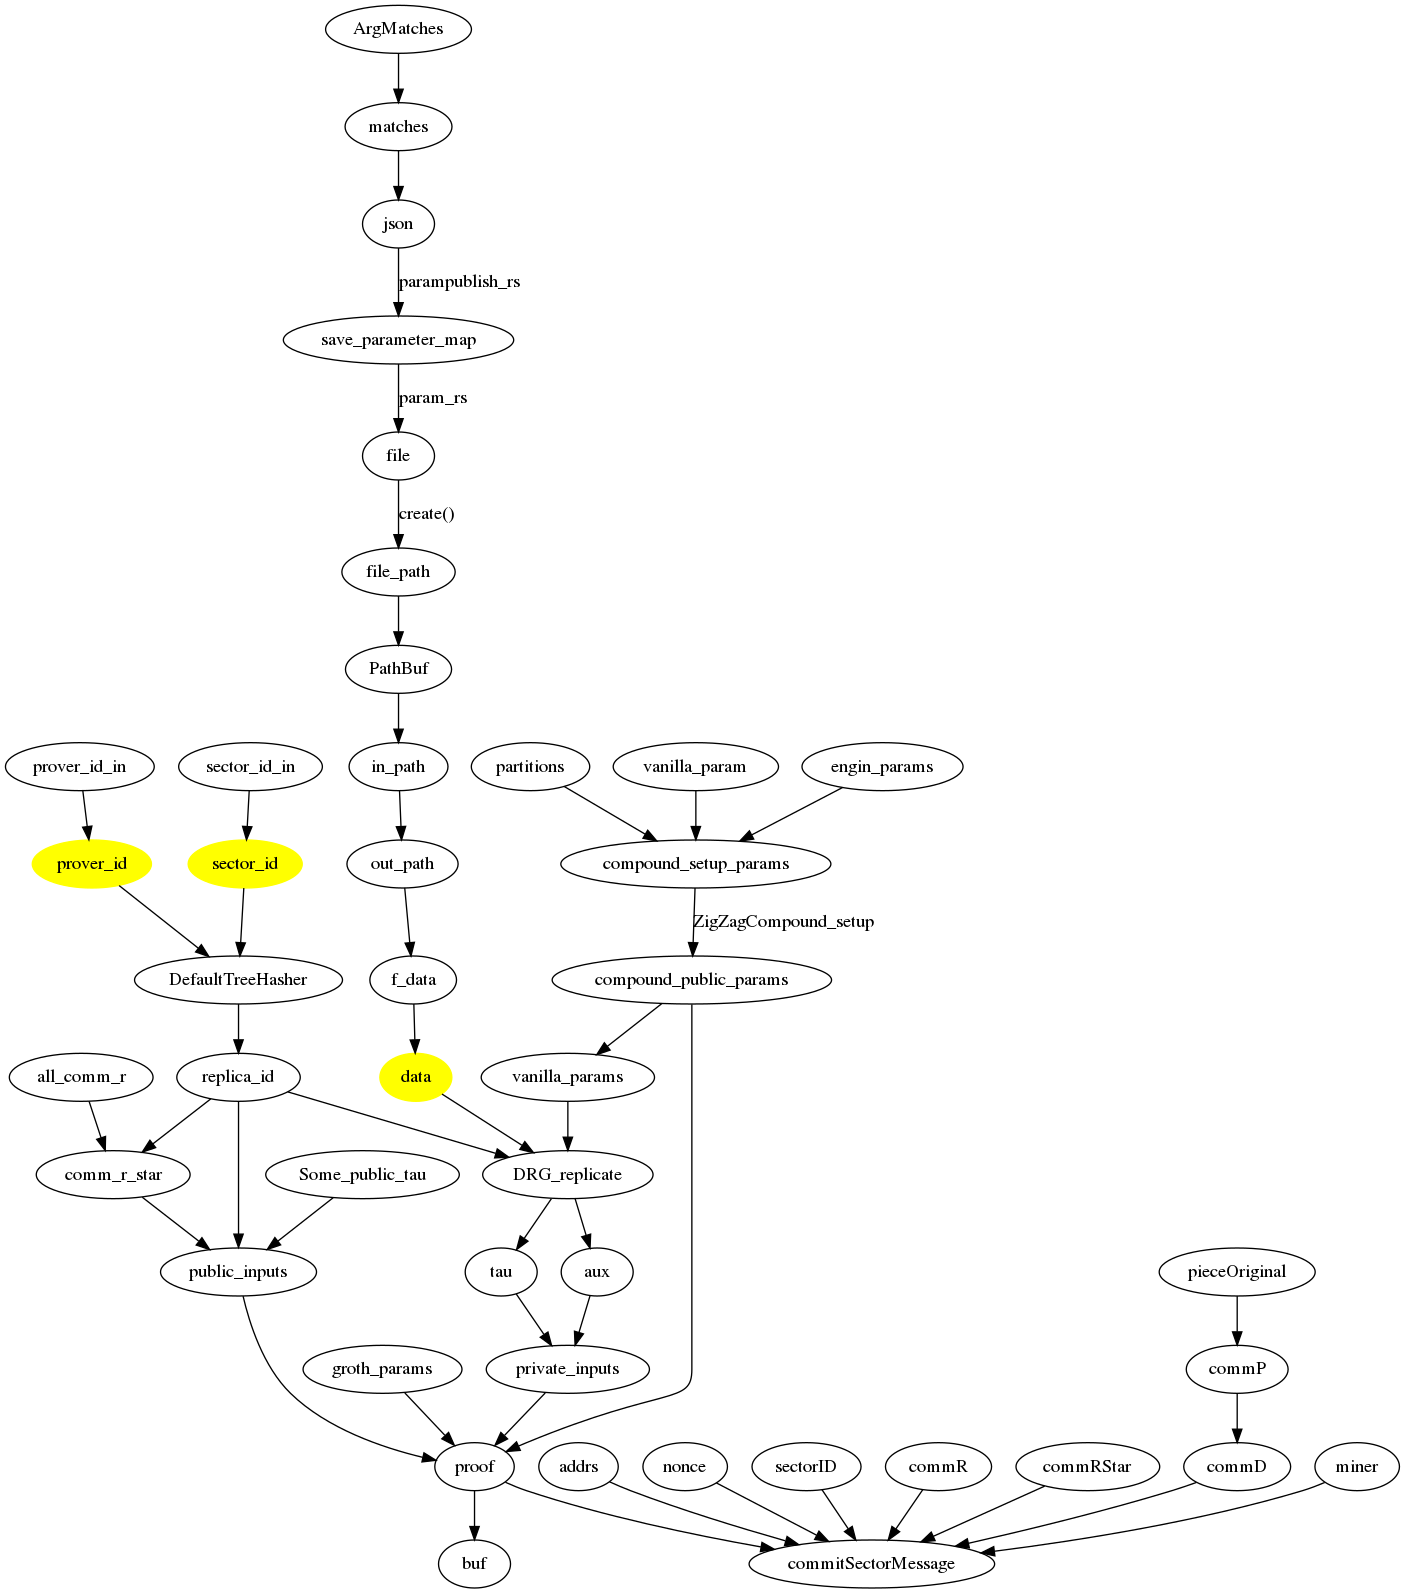 ArgMatches
matches
json
parampublish_rs
save_parameter_map
param_rs
file
create()
file_path
PathBuf
prover_id_in
sector_id_in
in_path
partitions
vanilla_param
engin_params
prover_id
sector_id
out_path
compound_setup_params
ZigZagCompound_setup
DefaultTreeHasher
f_data
compound_public_params
all_comm_r
replica_id
data
vanilla_params
comm_r_star
Some_public_tau
DRG_replicate
public_inputs
tau
aux
pieceOriginal
groth_params
private_inputs
commP
proof
addrs
nonce
sectorID
commR
commRStar
commD
miner
buf
commitSectorMessage